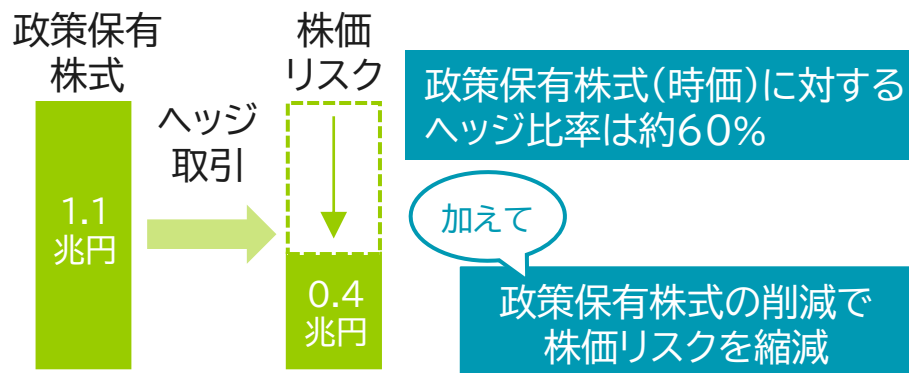 政策保有
株式
1.1
兆円
ヘッジ
取引
株価
リスク
0.4
兆円
政策保有株式(時価)に対する
ヘッジ比率は約60%
加えて
政策保有株式の削減で
株価リスクを縮減